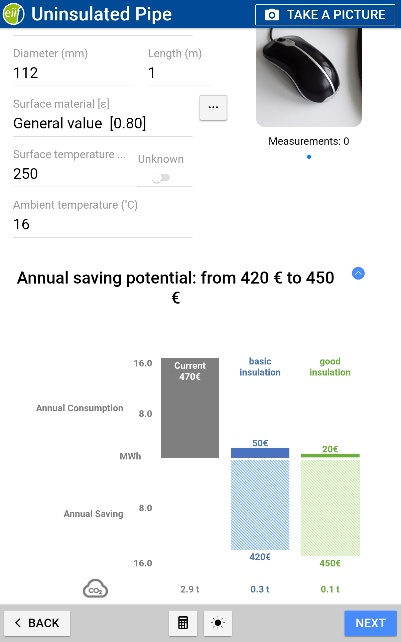 eiif Uninsulated Pipe TAKE A PICTURE
Diameter (mm) Length (m)
112 1
Surface material [ε]
General value [0.80] ...
Measurements: 0
Surface temperature ... Unknown
250
Ambient temperature (°C)
16
Annual saving potential: from 420 € to 450
€
16.0 Current basic good
470€ insulation insulation
Annual Consumption 8.0
50€ 20€
MWh
Annual Saving 8.0
420€ 450€
16.0
CO₂ 2.9 t 0.3 t 0.1 t
BACK NEXT